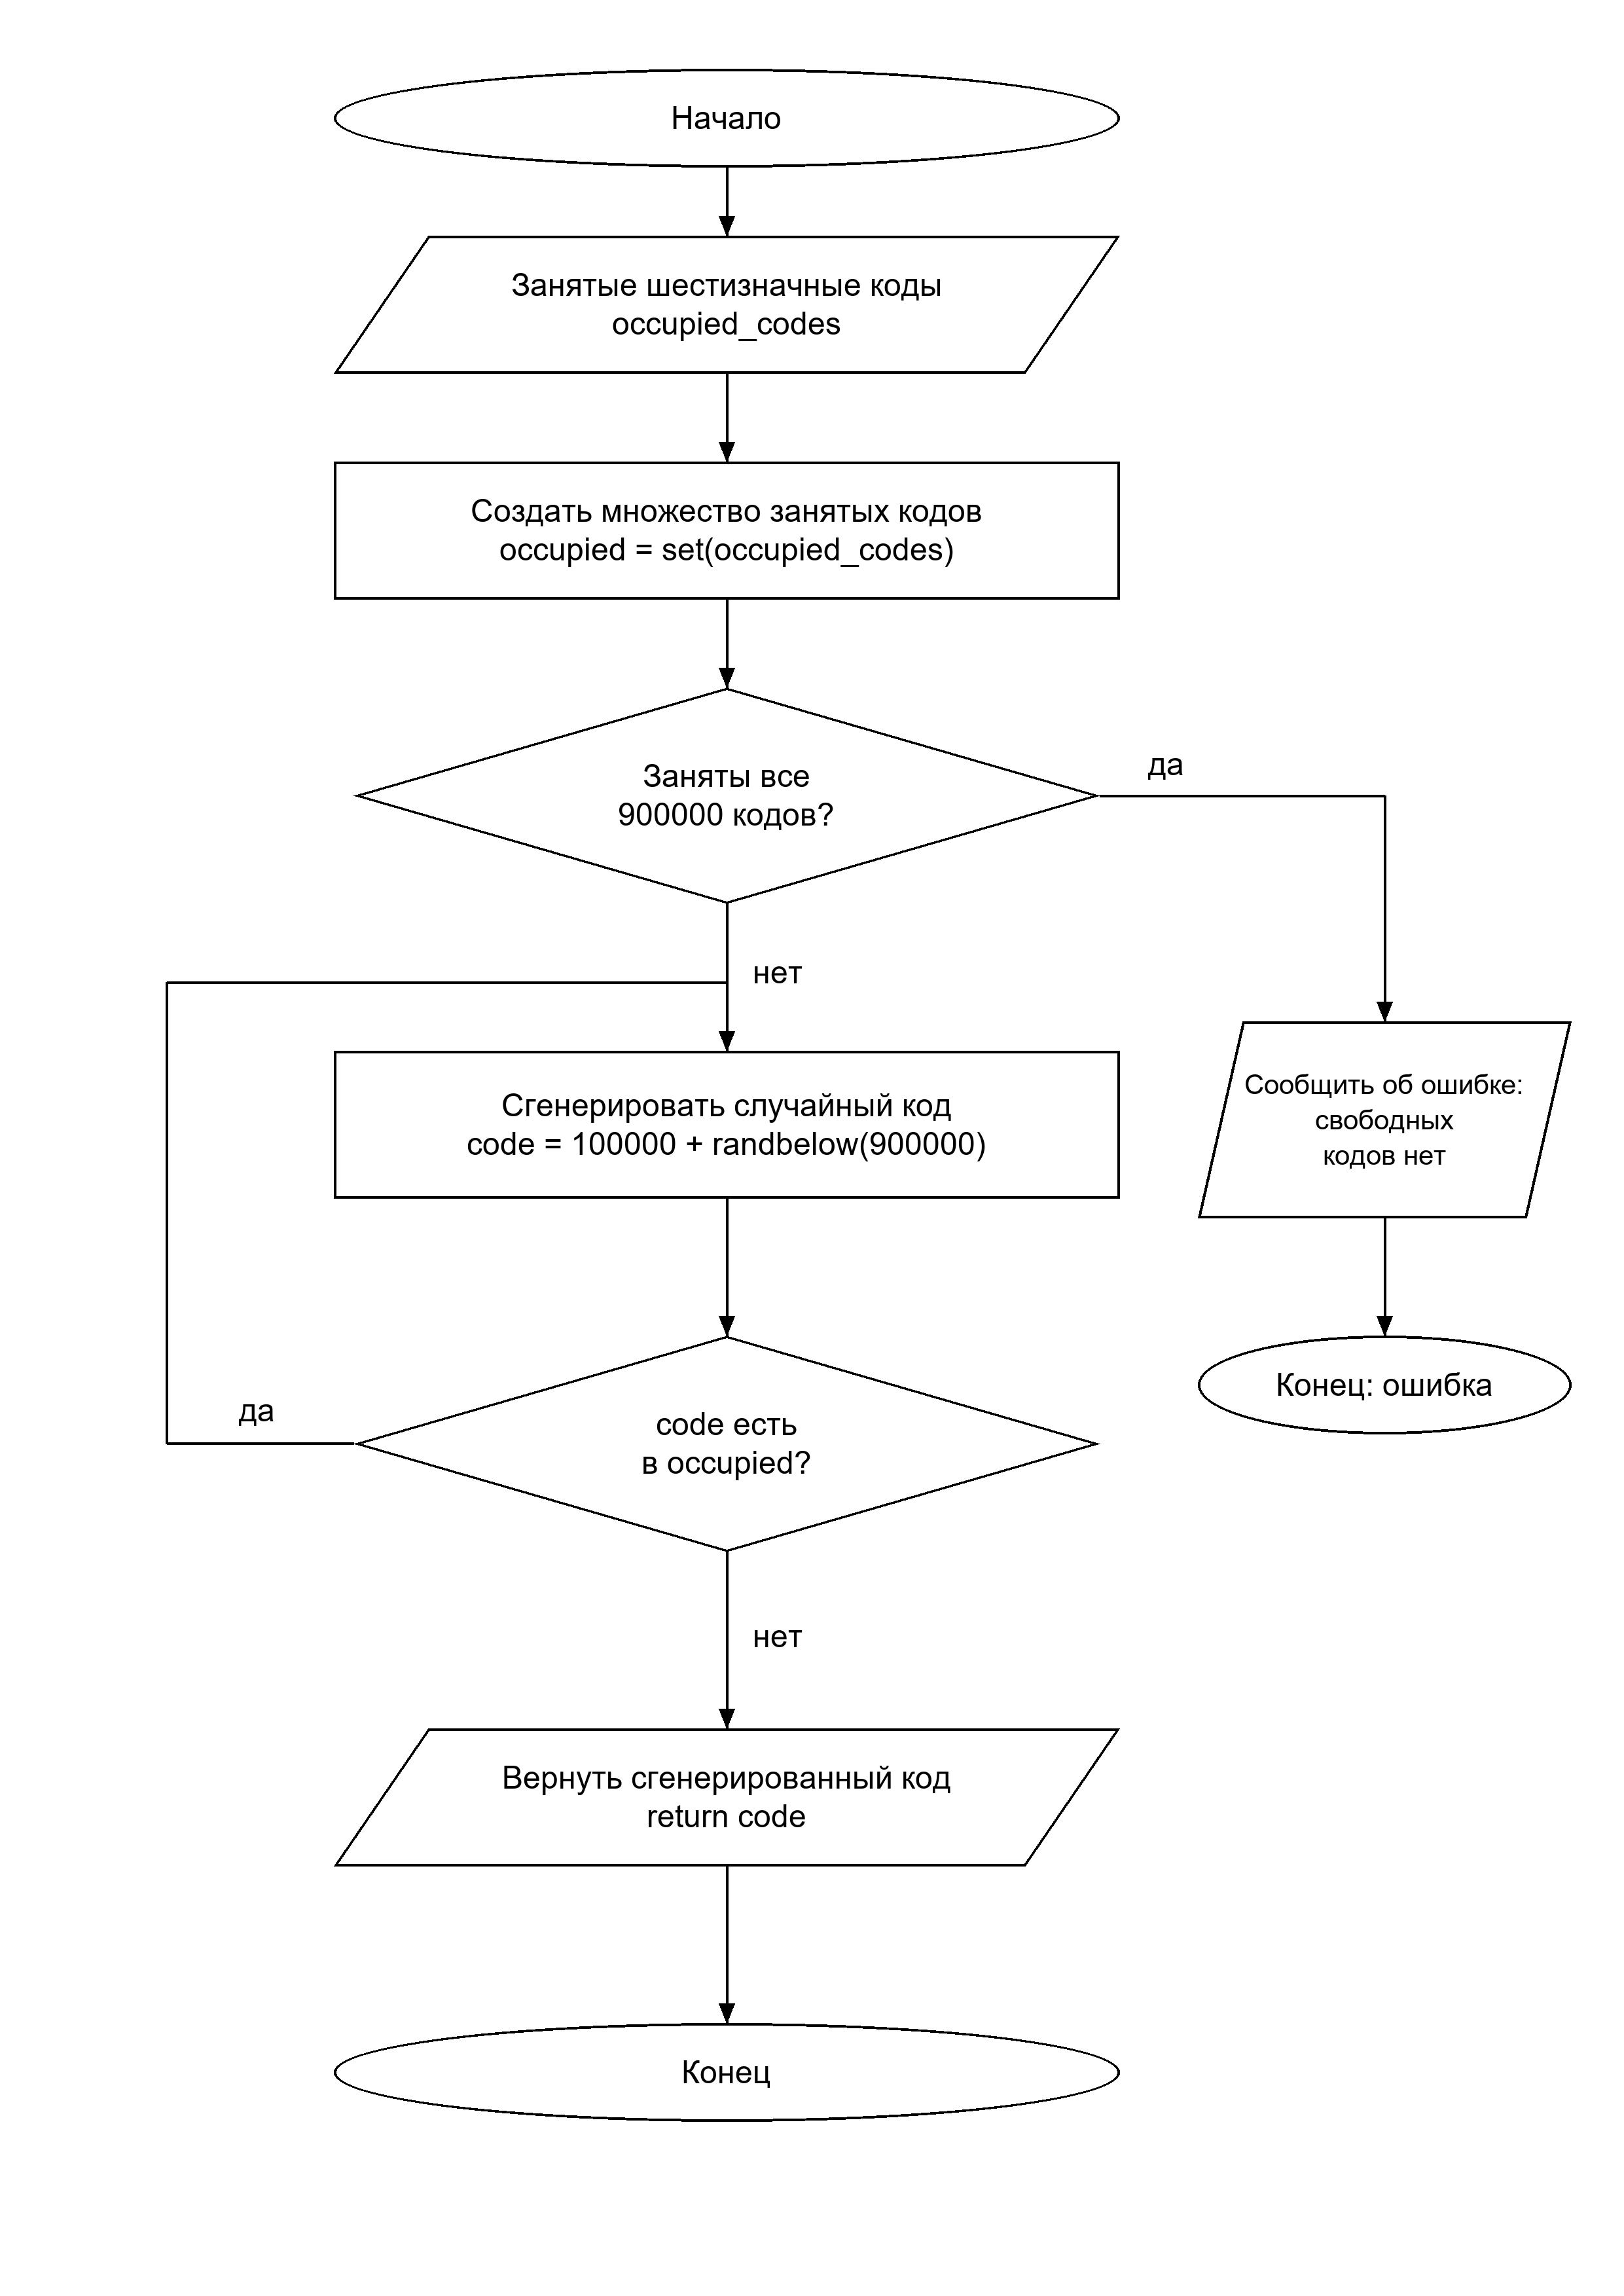 Начало
Занятые шестизначные коды
occupied_codes
Создать множество занятых кодов
occupied = set(occupied_codes)
Заняты все
900000 кодов?
да
нет
Сгенерировать случайный код
code = 100000 + randbelow(900000)
Сообщить об ошибке:
свободных
кодов нет
Конец: ошибка
да
code есть
в occupied?
нет
Вернуть сгенерированный код
return code
Конец